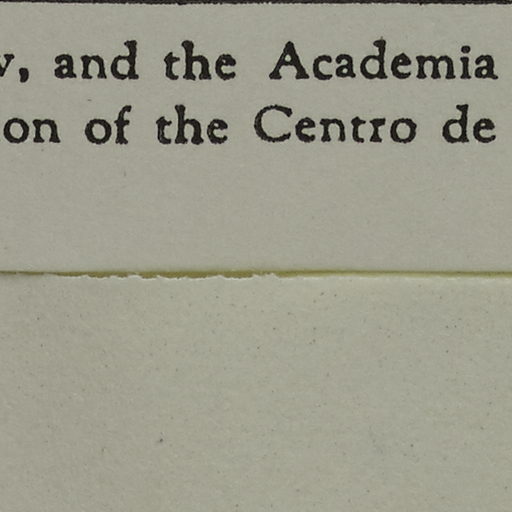 , and the Academia
on of the Centro de